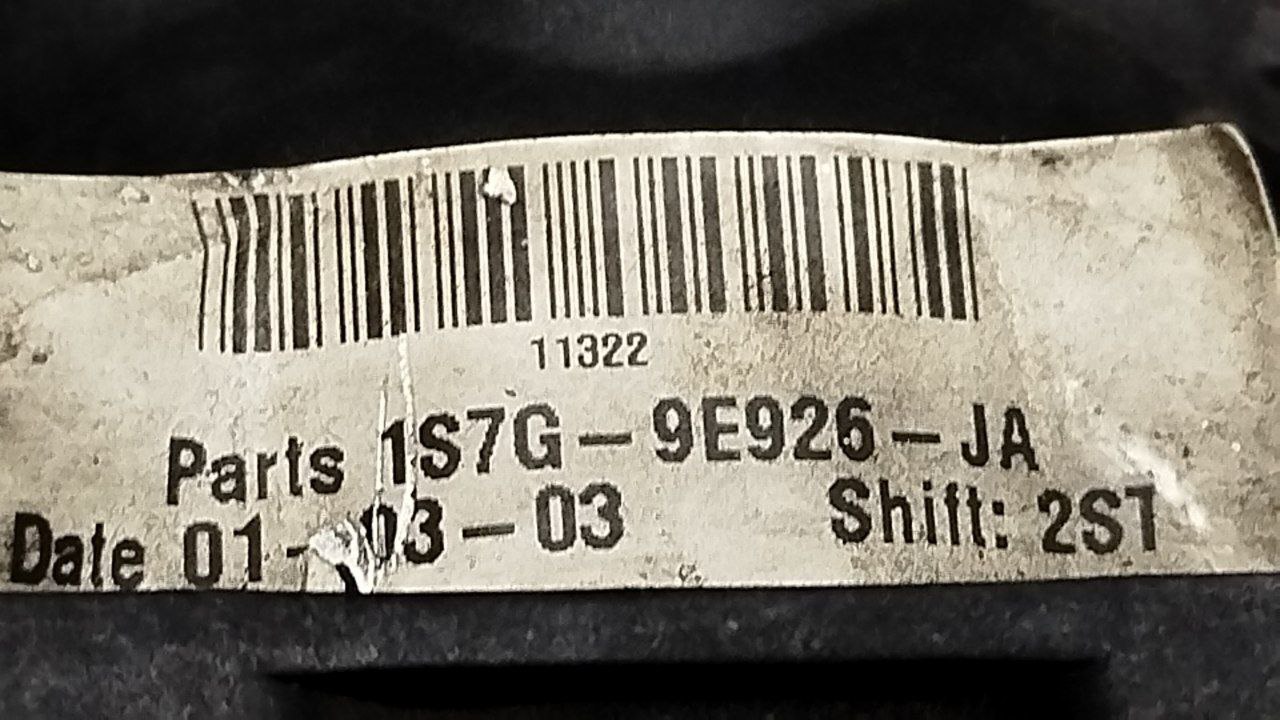 11322
Parts 1S7G-9E926-JA
Date 01-03-03 Shift: 2ST